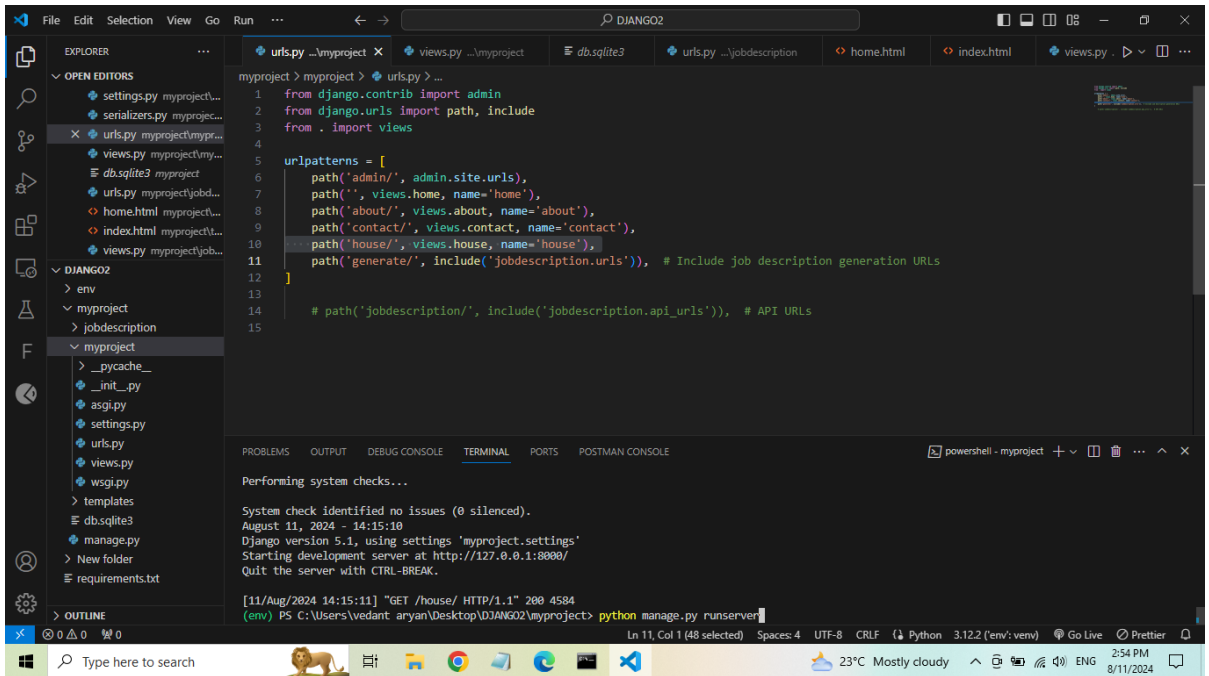 File Edit Selection View Go Run ··· ← → DJANGO2
EXPLORER ···
OPEN EDITORS
settings.py myproject\...
serializers.py myprojec...
urls.py myproject\mypr...
views.py myproject\my...
db.sqlite3 myproject
urls.py myproject\jobd...
home.html myproject\...
index.html myproject\t...
views.py myproject\job...
DJANGO2
env
myproject
jobdescription
myproject
__pycache__
__init__.py
asgi.py
settings.py
urls.py
views.py
wsgi.py
templates
db.sqlite3
manage.py
New folder
requirements.txt
OUTLINE
urls.py ...\myproject views.py ...\myproject db.sqlite3 urls.py ...\jobdescription home.html index.html views.py .
myproject > myproject > urls.py > ...
1 from django.contrib import admin
2 from django.urls import path, include
3 from . import views
4
5 urlpatterns = [
6 path('admin/', admin.site.urls),
7 path('', views.home, name='home'),
8 path('about/', views.about, name='about'),
9 path('contact/', views.contact, name='contact'),
10 path('house/', views.house, name='house'),
11 path('generate/', include('jobdescription.urls')), # Include job description generation URLs
12 ]
13
14 # path('jobdescription/', include('jobdescription.api_urls')), # API URLs
15
PROBLEMS OUTPUT DEBUG CONSOLE TERMINAL PORTS POSTMAN CONSOLE powershell - myproject
Performing system checks...
System check identified no issues (0 silenced).
August 11, 2024 - 14:15:10
Django version 5.1, using settings 'myproject.settings'
Starting development server at http://127.0.0.1:8000/
Quit the server with CTRL-BREAK.
[11/Aug/2024 14:15:11] "GET /house/ HTTP/1.1" 200 4584
(env) PS C:\Users\vedant aryan\Desktop\DJANGO2\myproject> python manage.py runserver
0 0 0 Ln 11, Col 1 (48 selected) Spaces: 4 UTF-8 CRLF Python 3.12.2 ('env': venv) Go Live Prettier
Type here to search 23°C Mostly cloudy ENG 2:54 PM
8/11/2024